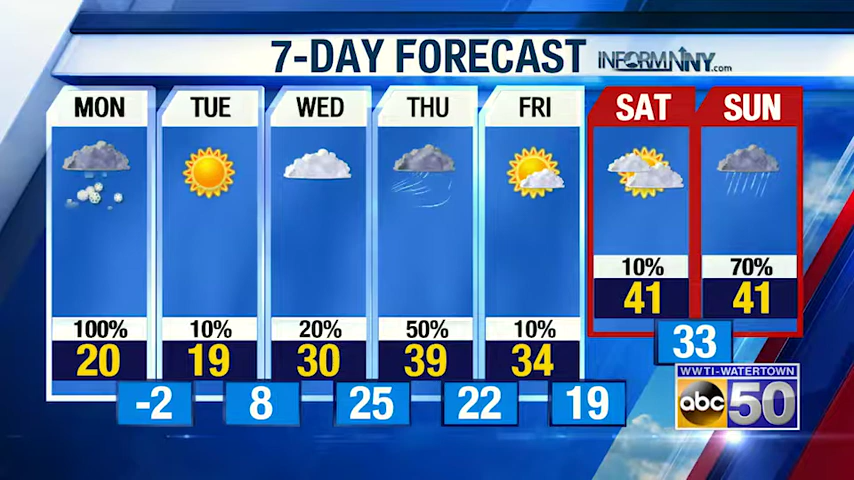 7-DAY FORECAST INFORMNNY.com
MON TUE WED THU FRI SAT SUN
10% 70%
41 41
100% 10% 20% 50% 10%
20 19 30 39 34
33
-2 8 25 22 19
WWTI-WATERTOWN
abc 50